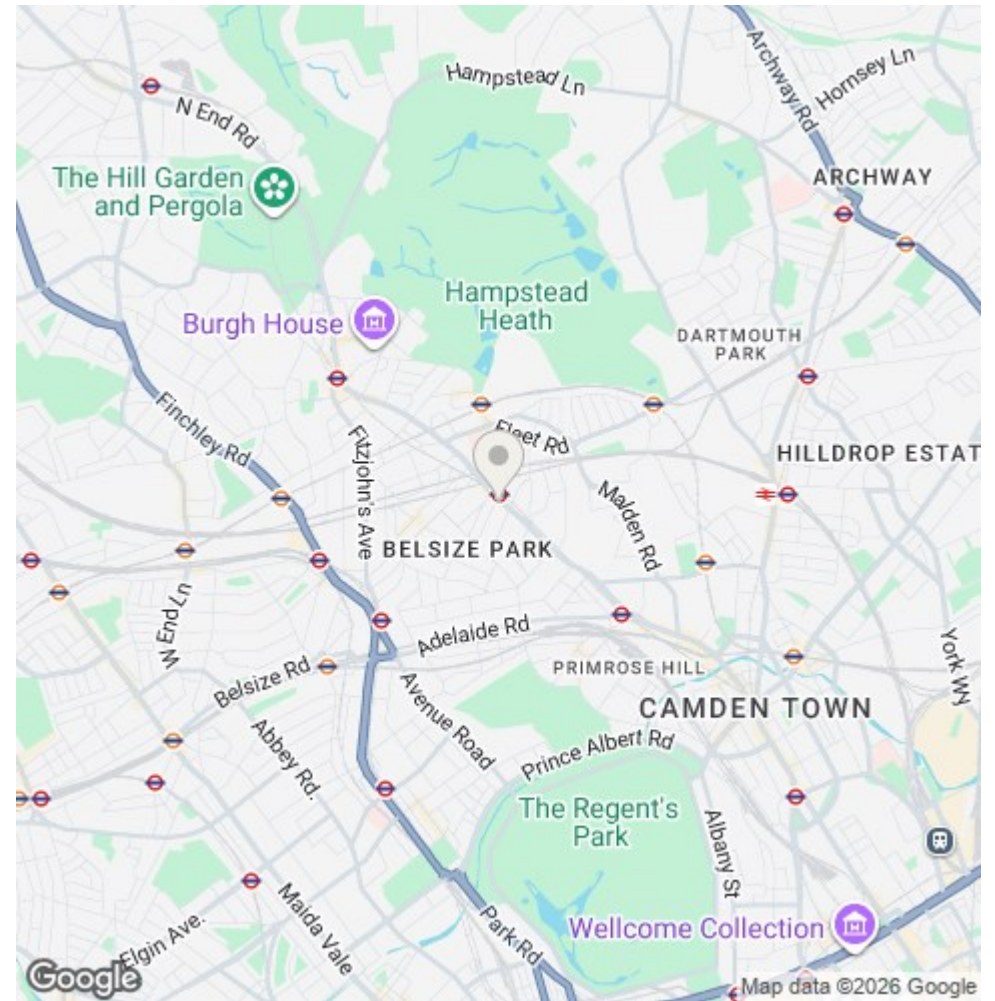 Hampstead Ln
Archway Rd
Hornsey Ln
N End Rd
The Hill Garden
and Pergola
ARCHWAY
Hampstead
Heath
Burgh House
DARTMOUTH
PARK
Finchley Rd
Fitzjohn's Ave
Fleet Rd
HILLDROP ESTAT
Malden Rd
BELSIZE PARK
W End Ln
Adelaide Rd
Belsize Rd
PRIMROSE HILL
York Wy
Avenue Road
CAMDEN TOWN
Abbey Rd.
Prince Albert Rd
The Regent's
Park
Albany St
Maida Vale
Elgin Ave.
Park Rd
Wellcome Collection
Google
Map data ©2026 Google